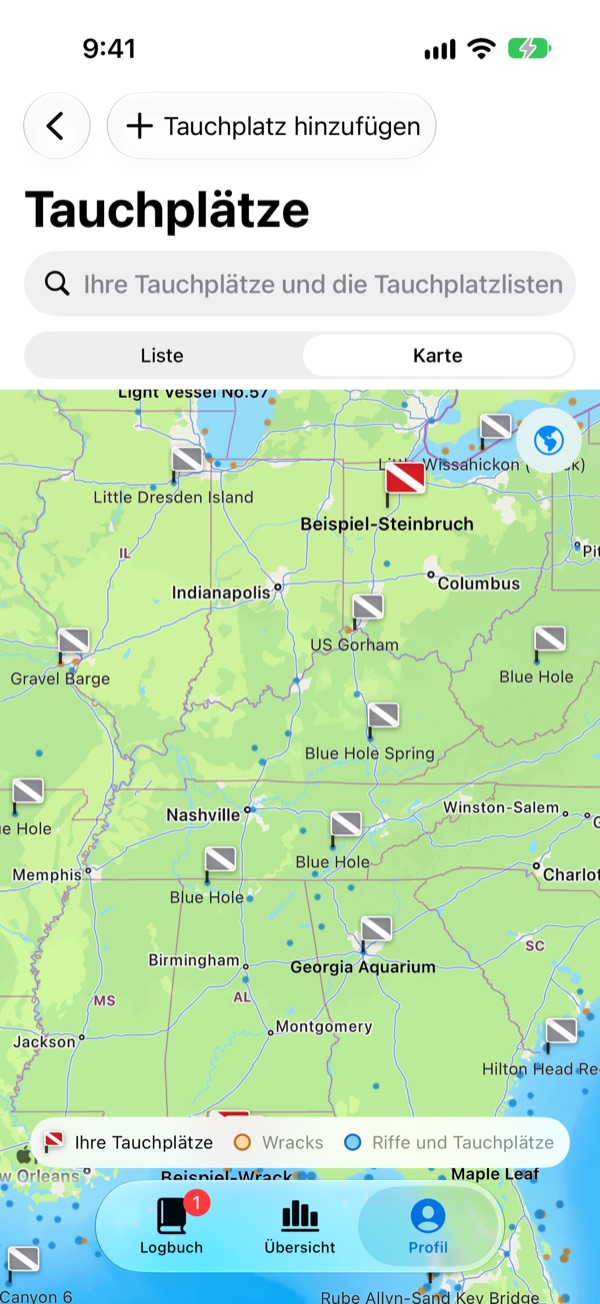 9:41
Tauchplatz hinzufügen
Tauchplätze
Ihre Tauchplätze und die Tauchplatzlisten
Liste
Karte
Light Vessel No.57
Wissahickon
Little Dresden Island
Beispiel-Steinbruch
IL
Indianapolis
Columbus
US Gorham
Gravel Barge
Blue Hole
Blue Hole Spring
Nashville
Winston-Salem
Hole
Blue Hole
Memphis
Blue Hole
Birmingham
Georgia Aquarium
SC
MS
AL
Montgomery
Jackson
Hilton Head
Ihre Tauchplätze
Wracks
Riffe und Tauchplätze
Orleans
Beispiel-Wrack
Maple Leaf
1
Logbuch
Übersicht
Profil
Canyon 6
Rube Allyn-Sand Key Bridge